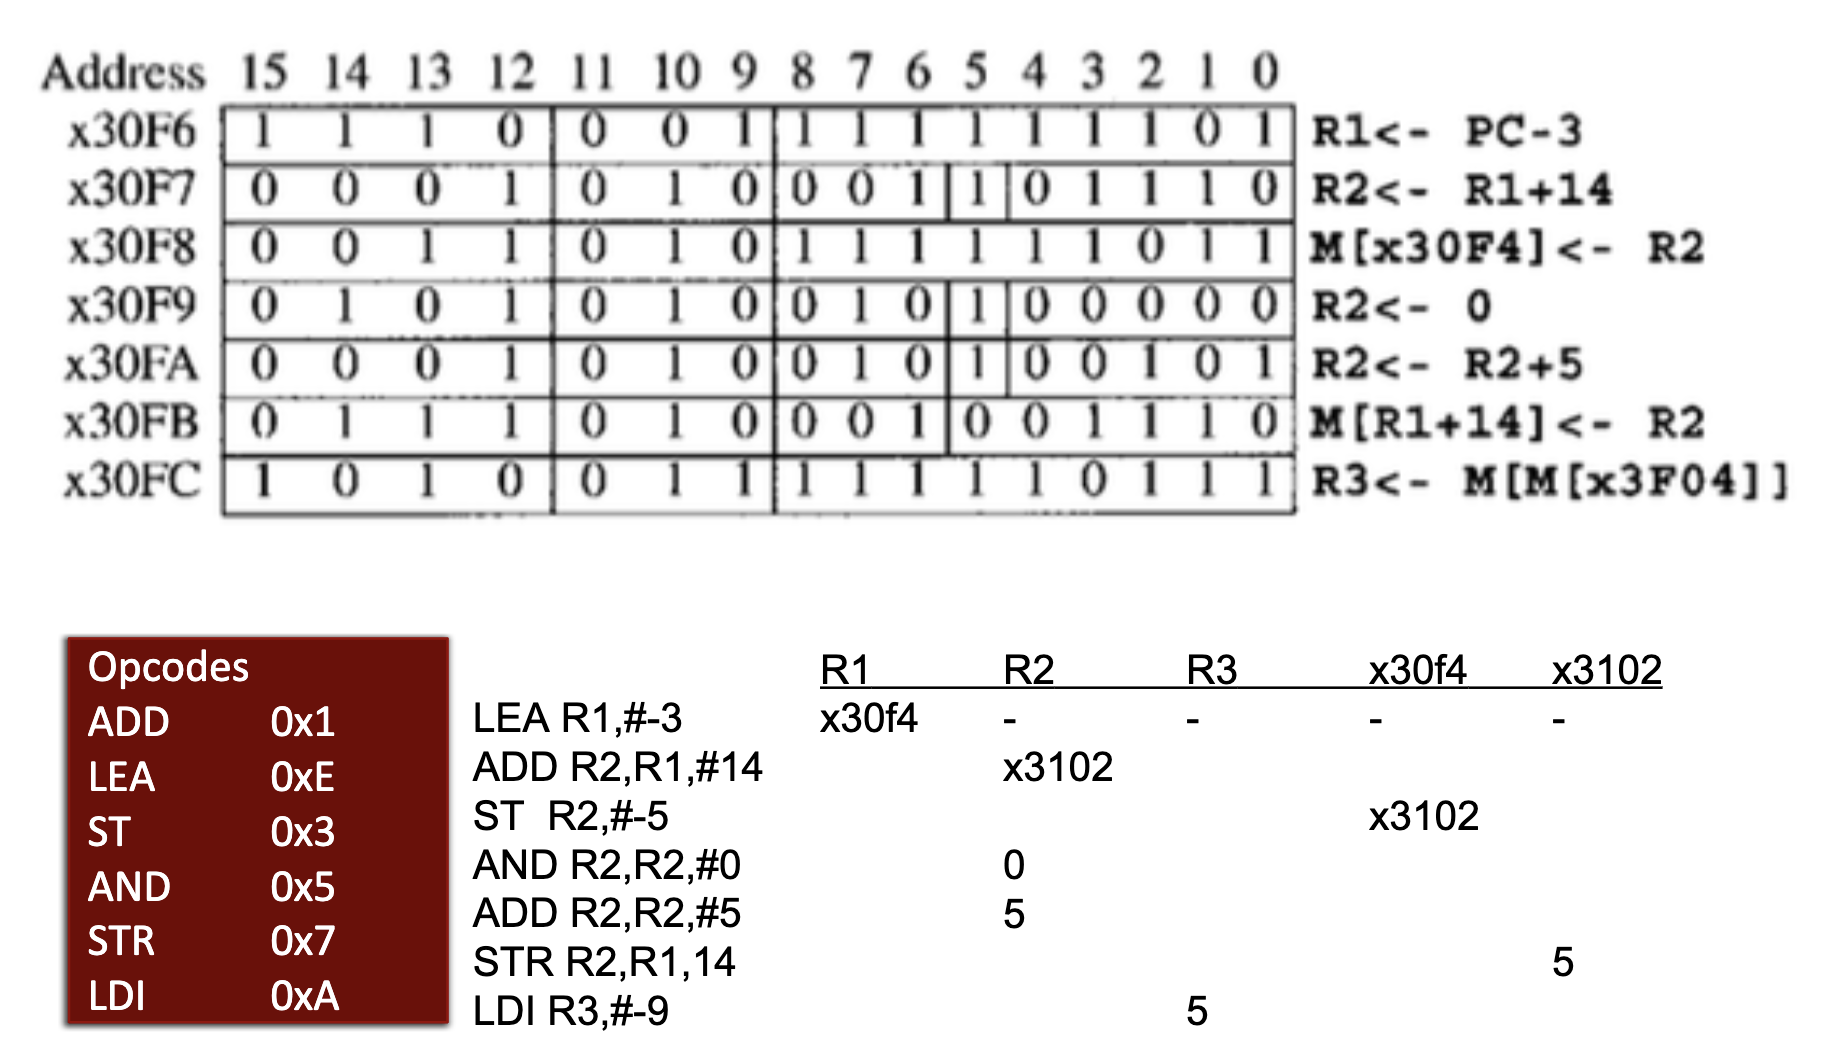 Address 15 14 13 12 11 10 9 8 7 6 5 4 3 2 1 0
x30F6 1 1 1 0 0 0 1 1 1 1 1 1 1 1 0 1 R1<- PC-3
x30F7 0 0 0 1 0 1 0 0 0 1 1 0 1 1 1 0 R2<- R1+14
x30F8 0 0 1 1 0 1 0 1 1 1 1 1 1 0 1 1 M[x30F4]<- R2
x30F9 0 1 0 1 0 1 0 0 1 0 1 0 0 0 0 0 R2<- 0
x30FA 0 0 0 1 0 1 0 0 1 0 1 0 0 1 0 1 R2<- R2+5
x30FB 0 1 1 1 0 1 0 0 0 1 0 0 1 1 1 0 M[R1+14]<- R2
x30FC 1 0 1 0 0 1 1 1 1 1 1 1 0 1 1 1 R3<- M[M[x3F04]]
Opcodes
ADD 0x1
LEA 0xE
ST 0x3
AND 0x5
STR 0x7
LDI 0xA
R1 R2 R3 x30f4 x3102
LEA R1,#-3 x30f4 - - - -
ADD R2,R1,#14 x3102
ST R2,#-5 x3102
AND R2,R2,#0 0
ADD R2,R2,#5 5
STR R2,R1,14 5
LDI R3,#-9 5